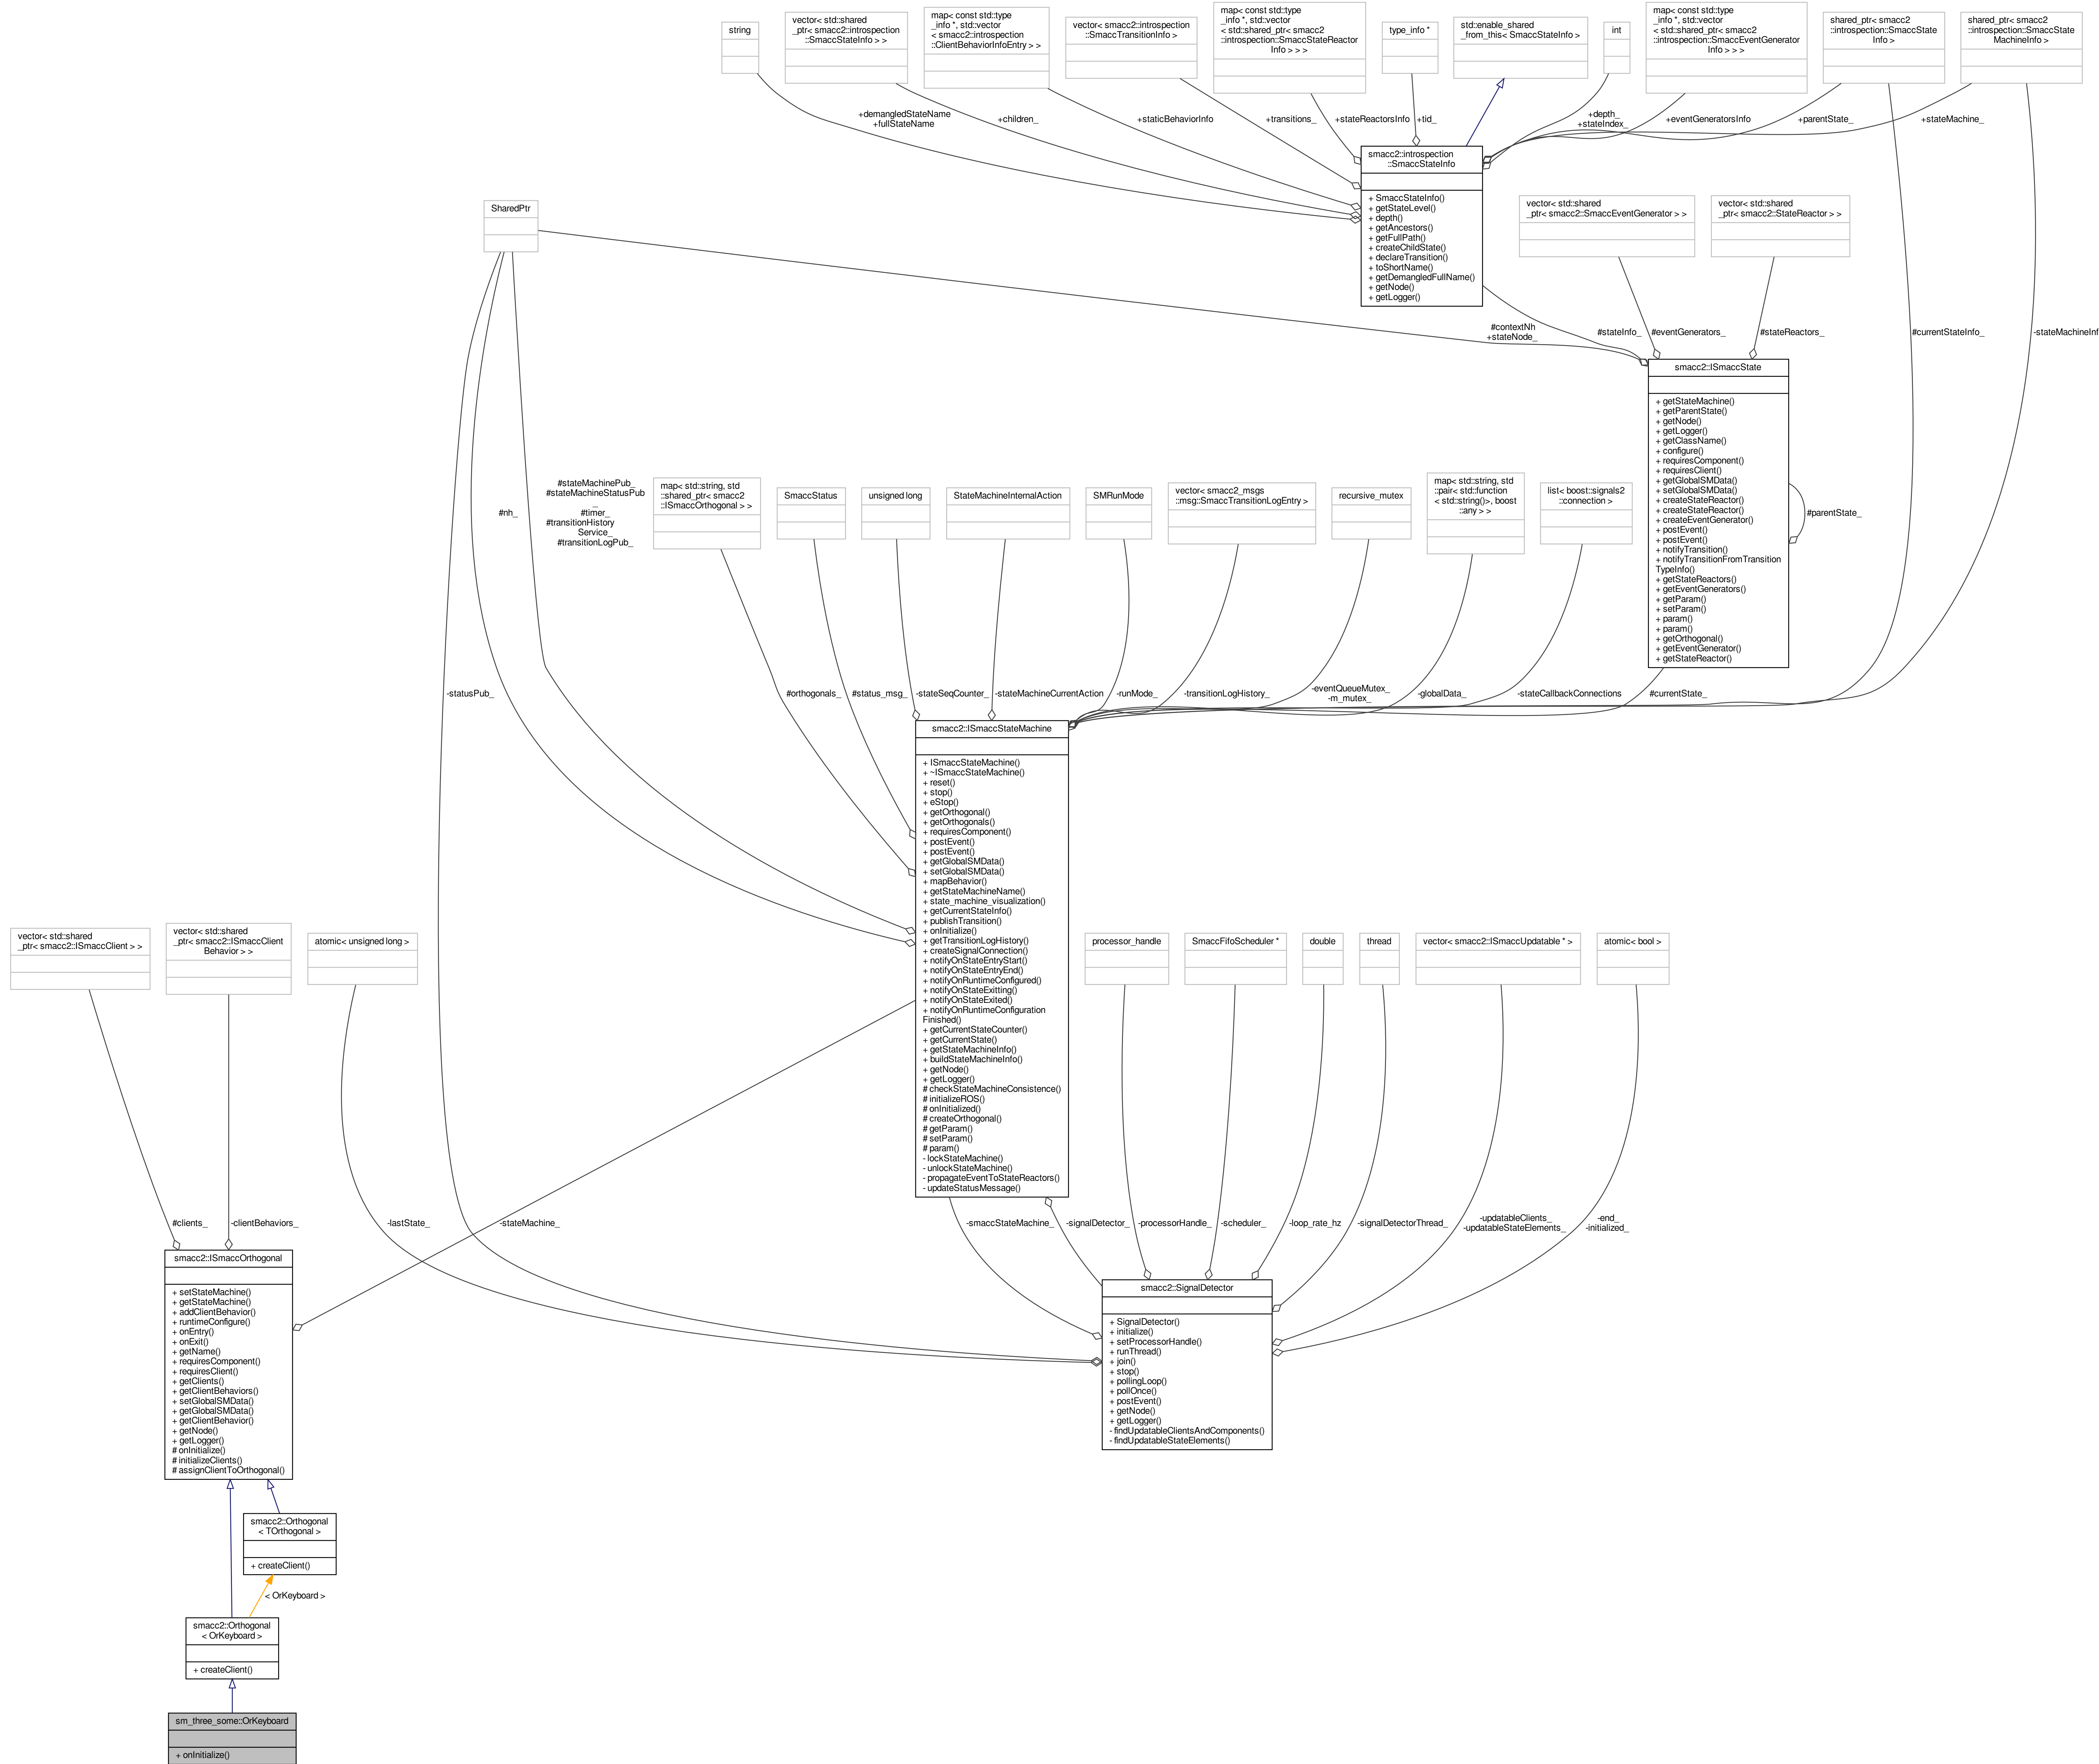 string
vector< std::shared
_ptr< smacc2::introspection
::SmaccStateInfo > >
map< const std::type
_info *, std::vector
< smacc2::introspection
::ClientBehaviorInfoEntry > >
vector< smacc2::introspection
::SmaccTransitionInfo >
map< const std::type
_info *, std::vector
< std::shared_ptr< smacc2
::introspection::SmaccStateReactor
Info > > >
type_info *
std::enable_shared
_from_this< SmaccStateInfo >
int
map< const std::type
_info *, std::vector
< std::shared_ptr< smacc2
::introspection::SmaccEventGenerator
Info > > >
shared_ptr< smacc2
::introspection::SmaccState
Info >
shared_ptr< smacc2
::introspection::SmaccState
MachineInfo >
+demangledStateName
+fullStateName
+children_
+staticBehaviorInfo
+transitions_
+stateReactorsInfo
+tid_
+depth_
+stateIndex_
+eventGeneratorsInfo
+parentState_
+stateMachine_
smacc2::introspection
::SmaccStateInfo
+ SmaccStateInfo()
+ getStateLevel()
+ depth()
+ getAncestors()
+ getFullPath()
+ createChildState()
+ declareTransition()
+ toShortName()
+ getDemangledFullName()
+ getNode()
+ getLogger()
SharedPtr
vector< std::shared
_ptr< smacc2::SmaccEventGenerator > >
vector< std::shared
_ptr< smacc2::StateReactor > >
#contextNh
+stateNode_
#stateInfo_
#eventGenerators_
#stateReactors_
#currentStateInfo_
-stateMachineInf
smacc2::ISmaccState
+ getStateMachine()
+ getParentState()
+ getNode()
+ getLogger()
+ getClassName()
+ configure()
+ requiresComponent()
+ requiresClient()
+ getGlobalSMData()
+ setGlobalSMData()
+ createStateReactor()
+ createStateReactor()
+ createEventGenerator()
+ postEvent()
+ postEvent()
+ notifyTransition()
+ notifyTransitionFromTransition
TypeInfo()
+ getStateReactors()
+ getEventGenerators()
+ getParam()
+ setParam()
+ param()
+ param()
+ getOrthogonal()
+ getEventGenerator()
+ getStateReactor()
#parentState_
#nh_
#stateMachinePub_
#stateMachineStatusPub
_
#timer_
#transitionHistory
Service_
#transitionLogPub_
map< std::string, std
::shared_ptr< smacc2
::ISmaccOrthogonal > >
SmaccStatus
unsigned long
StateMachineInternalAction
SMRunMode
vector< smacc2_msgs
::msg::SmaccTransitionLogEntry >
recursive_mutex
map< std::string, std
::pair< std::function
< std::string()>, boost
::any > >
list< boost::signals2
::connection >
-statusPub_
#orthogonals_
#status_msg_
-stateSeqCounter_
-stateMachineCurrentAction
-runMode_
-transitionLogHistory_
-eventQueueMutex_
-m_mutex_
-globalData_
-stateCallbackConnections
#currentState_
smacc2::ISmaccStateMachine
+ ISmaccStateMachine()
+ ~ISmaccStateMachine()
+ reset()
+ stop()
+ eStop()
+ getOrthogonal()
+ getOrthogonals()
+ requiresComponent()
+ postEvent()
+ postEvent()
+ getGlobalSMData()
+ setGlobalSMData()
+ mapBehavior()
+ getStateMachineName()
+ state_machine_visualization()
+ getCurrentStateInfo()
+ publishTransition()
+ onInitialize()
+ getTransitionLogHistory()
+ createSignalConnection()
+ notifyOnStateEntryStart()
+ notifyOnStateEntryEnd()
+ notifyOnRuntimeConfigured()
+ notifyOnStateExitting()
+ notifyOnStateExited()
+ notifyOnRuntimeConfiguration
Finished()
+ getCurrentStateCounter()
+ getCurrentState()
+ getStateMachineInfo()
+ buildStateMachineInfo()
+ getNode()
+ getLogger()
# checkStateMachineConsistence()
# initializeROS()
# onInitialized()
# createOrthogonal()
# getParam()
# setParam()
# param()
- lockStateMachine()
- unlockStateMachine()
- propagateEventToStateReactors()
- updateStatusMessage()
vector< std::shared
_ptr< smacc2::ISmaccClient > >
vector< std::shared
_ptr< smacc2::ISmaccClient
Behavior > >
atomic< unsigned long >
processor_handle
SmaccFifoScheduler *
double
thread
vector< smacc2::ISmaccUpdatable * >
atomic< bool >
#clients_
-clientBehaviors_
-lastState_
-stateMachine_
-smaccStateMachine_
-signalDetector_
-processorHandle_
-scheduler_
-loop_rate_hz
-signalDetectorThread_
-updatableClients_
-updatableStateElements_
-end_
-initialized_
smacc2::ISmaccOrthogonal
+ setStateMachine()
+ getStateMachine()
+ addClientBehavior()
+ runtimeConfigure()
+ onEntry()
+ onExit()
+ getName()
+ requiresComponent()
+ requiresClient()
+ getClients()
+ getClientBehaviors()
+ setGlobalSMData()
+ getGlobalSMData()
+ getClientBehavior()
+ getNode()
+ getLogger()
# onInitialize()
# initializeClients()
# assignClientToOrthogonal()
smacc2::SignalDetector
+ SignalDetector()
+ initialize()
+ setProcessorHandle()
+ runThread()
+ join()
+ stop()
+ pollingLoop()
+ pollOnce()
+ postEvent()
+ getNode()
+ getLogger()
- findUpdatableClientsAndComponents()
- findUpdatableStateElements()
smacc2::Orthogonal
< TOrthogonal >
+ createClient()
< OrKeyboard >
smacc2::Orthogonal
< OrKeyboard >
+ createClient()
sm_three_some::OrKeyboard
+ onInitialize()